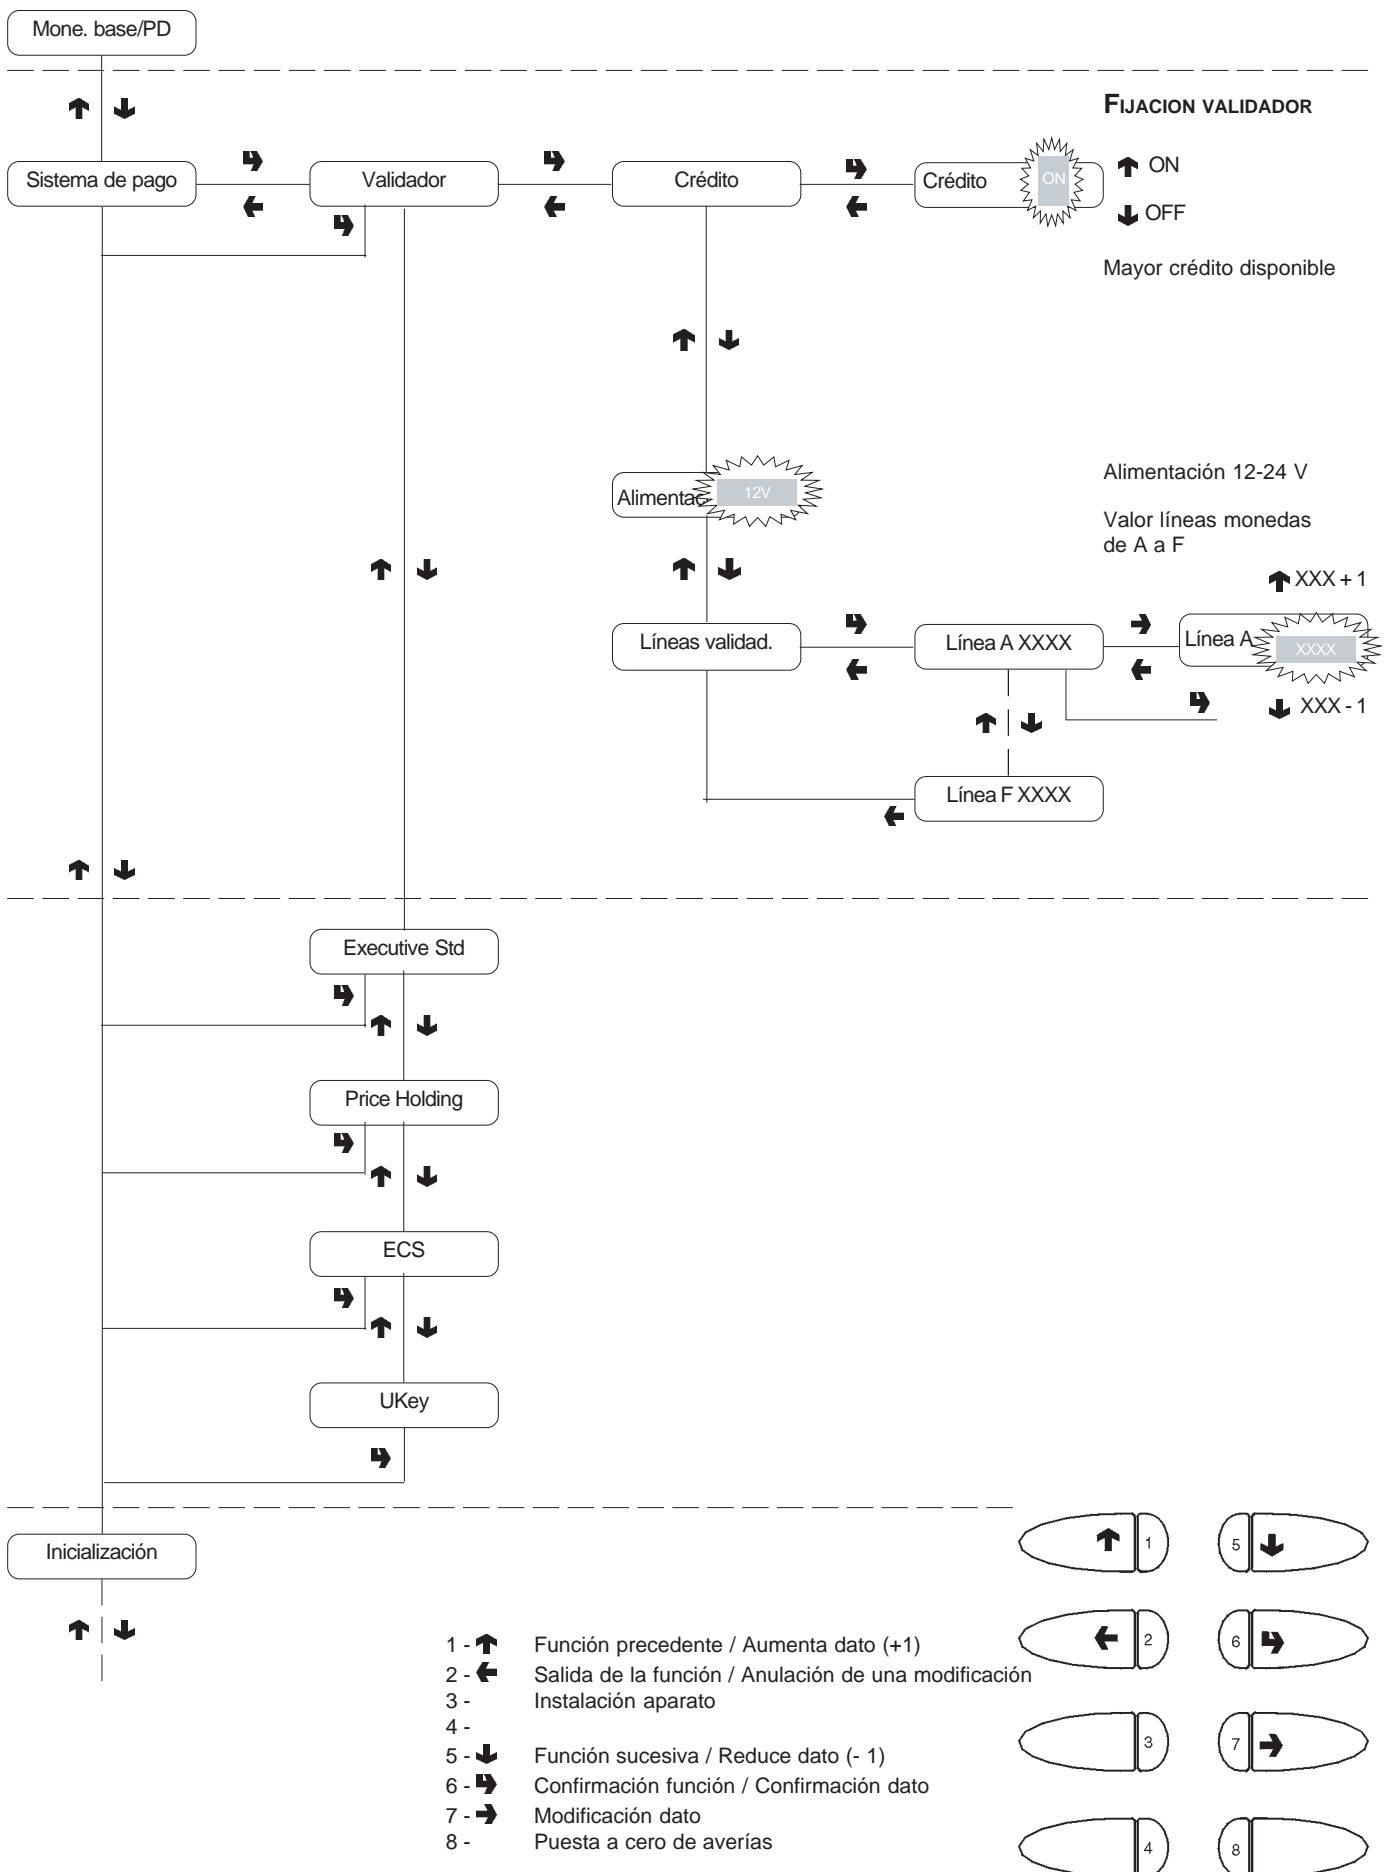 Mone. base/PD
FIJACION VALIDADOR
Sistema de pago
Validador
Crédito
Crédito
ON
ON
OFF
Mayor crédito disponible
Alimentac
12V
Alimentación 12-24 V
Valor líneas monedas
de A a F
XXX + 1
Líneas validad.
Línea A XXXX
Línea A
XXXX
XXX - 1
Línea F XXXX
Executive Std
Price Holding
ECS
UKey
Inicialización
1 - Función precedente / Aumenta dato (+1)
2 - Salida de la función / Anulación de una modificación
3 - Instalación aparato
4 -
5 - Función sucesiva / Reduce dato (- 1)
6 - Confirmación función / Confirmación dato
7 - Modificación dato
8 - Puesta a cero de averías
1
5
2
6
3
7
4
8